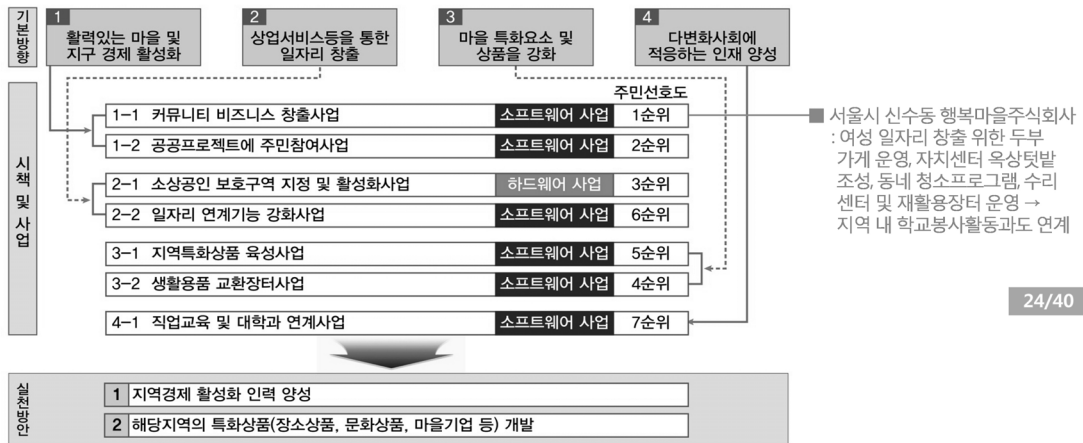 기본방향
1
활력있는 마을 및
지구 경제 활성화
2
상업서비스등을 통한
일자리 창출
3
마을 특화요소 및
상품을 강화
4
다변화사회에
적응하는 인재 양성
시책 및 사업
주민선호도
1-1 커뮤니티 비즈니스 창출사업 소프트웨어 사업 1순위
1-2 공공프로젝트에 주민참여사업 소프트웨어 사업 2순위
2-1 소상공인 보호구역 지정 및 활성화사업 하드웨어 사업 3순위
2-2 일자리 연계기능 강화사업 소프트웨어 사업 6순위
3-1 지역특화상품 육성사업 소프트웨어 사업 5순위
3-2 생활용품 교환장터사업 소프트웨어 사업 4순위
4-1 직업교육 및 대학과 연계사업 소프트웨어 사업 7순위
■ 서울시 신수동 행복마을주식회사
: 여성 일자리 창출 위한 두부
가게 운영, 자치센터 옥상텃밭
조성, 동네 청소프로그램, 수리
센터 및 재활용장터 운영 →
지역 내 학교봉사활동과도 연계
24/40
실천방안
1 지역경제 활성화 인력 양성
2 해당지역의 특화상품(장소상품, 문화상품, 마을기업 등) 개발